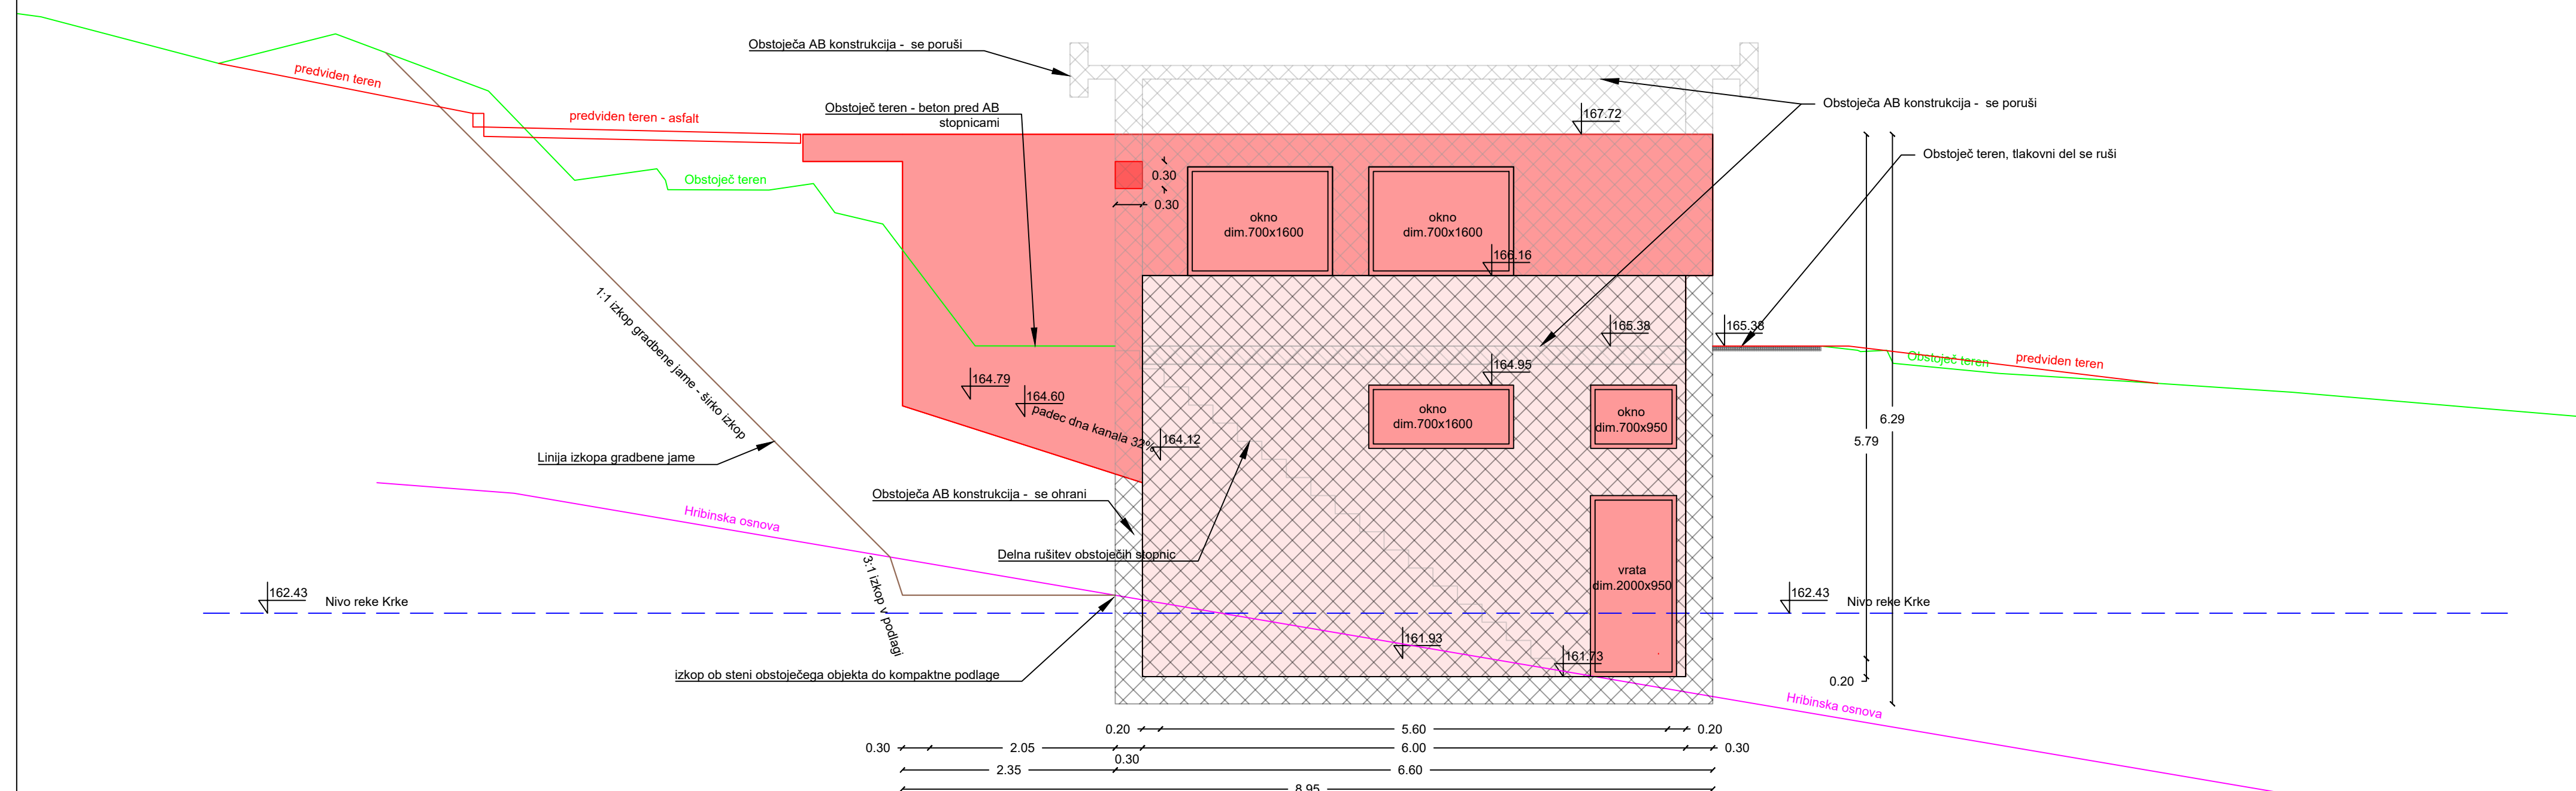 Obstoječa AB konstrukcija - se poruši
predviden teren
Obstoječ teren - beton pred AB
stopnicami
predviden teren - asfalt
167.72
Obstoječa AB konstrukcija - se poruši
Obstoječ teren, tlakovni del se ruši
Obstoječ teren
0.30
0.30
okno
dim.700x1600
okno
dim.700x1600
166.16
1:1 izkop gradbene jame - širko izkop
165.38
165.38
Obstoječ teren
predviden teren
164.95
164.79
164.60
padec dna kanala 32%
164.12
okno
dim.700x1600
okno
dim.700x950
6.29
5.79
Linija izkopa gradbene jame
Obstoječa AB konstrukcija - se ohrani
Hribinska osnova
Delna rušitev obstoječih stopnic
3:1 izkop v podlagi
vrata
dim.2000x950
162.43
Nivo reke Krke
162.43
Nivo reke Krke
161.93
161.73
izkop ob steni obstoječega objekta do kompaktne podlage
0.20
Hribinska osnova
0.20
5.60
0.20
0.30
2.05
0.30
6.00
0.30
2.35
6.60
8.95